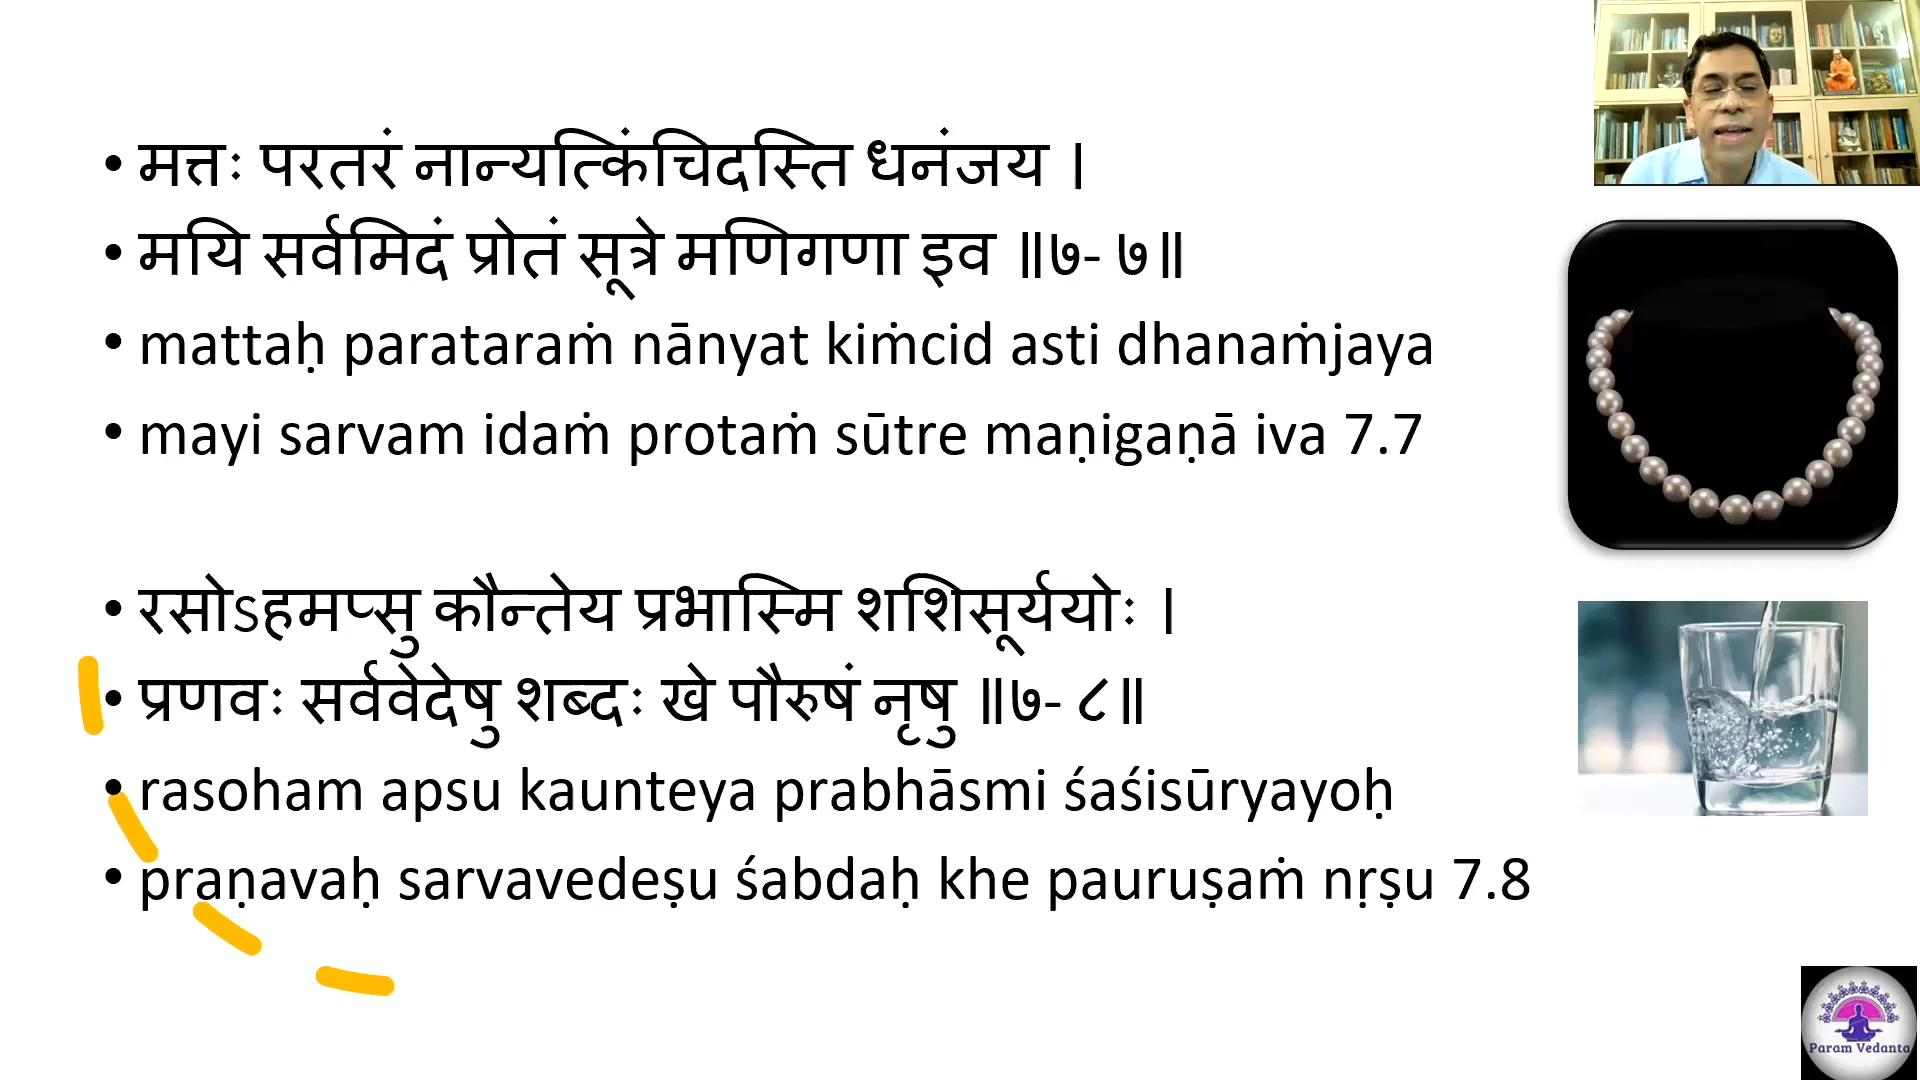 • मत्तः परतरं नान्यत्किंचिदस्ति धनंजय ।
• मयि सर्वमिदं प्रोतं सूत्रे मणिगणा इव ॥७- ७॥
• mattaḥ parataraṁ nānyat kiṁcid asti dhanaṁjaya
• mayi sarvam idaṁ protaṁ sūtre maṇigaṇā iva 7.7
• रसोऽहमप्सु कौन्तेय प्रभास्मि शशिसूर्ययोः ।
• प्रणवः सर्ववेदेषु शब्दः खे पौरुषं नृषु ॥७- ८॥
• rasoham apsu kaunteya prabhāsmi śaśisūryayoḥ
• praṇavaḥ sarvavedeṣu śabdaḥ khe pauruṣaṁ nṛṣu 7.8
Param Vedanta